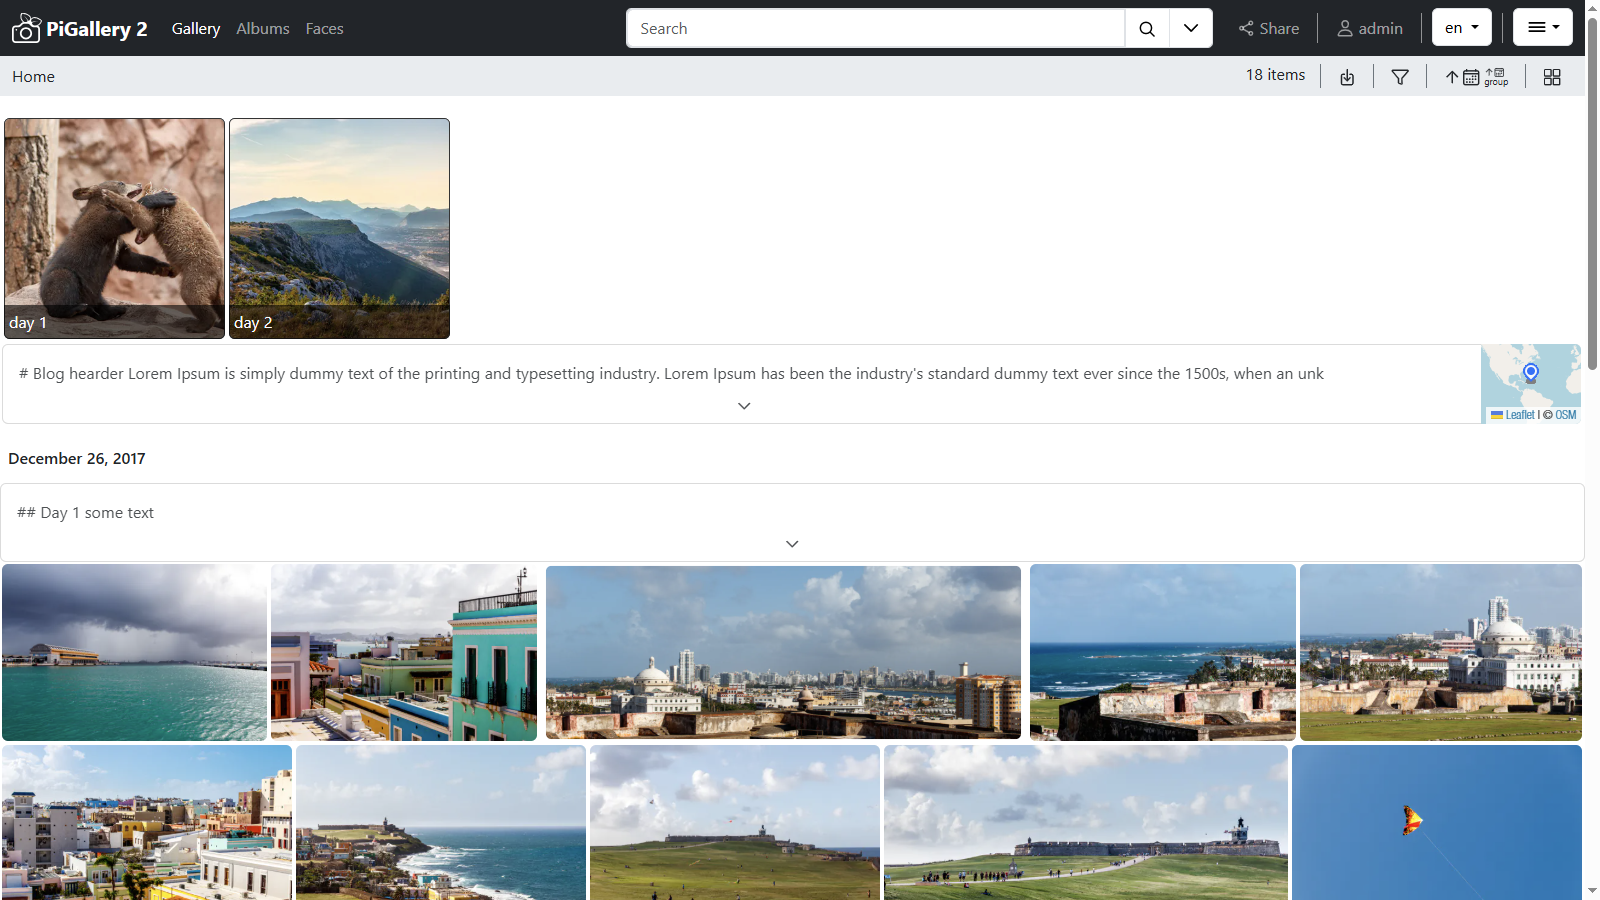 PiGallery 2 Gallery Albums Faces Search Share admin en
Home 18 items group
day 1 day 2
# Blog hearder Lorem Ipsum is simply dummy text of the printing and typesetting industry. Lorem Ipsum has been the industry's standard dummy text ever since the 1500s, when an unk
Leaflet | © OSM
December 26, 2017
## Day 1 some text